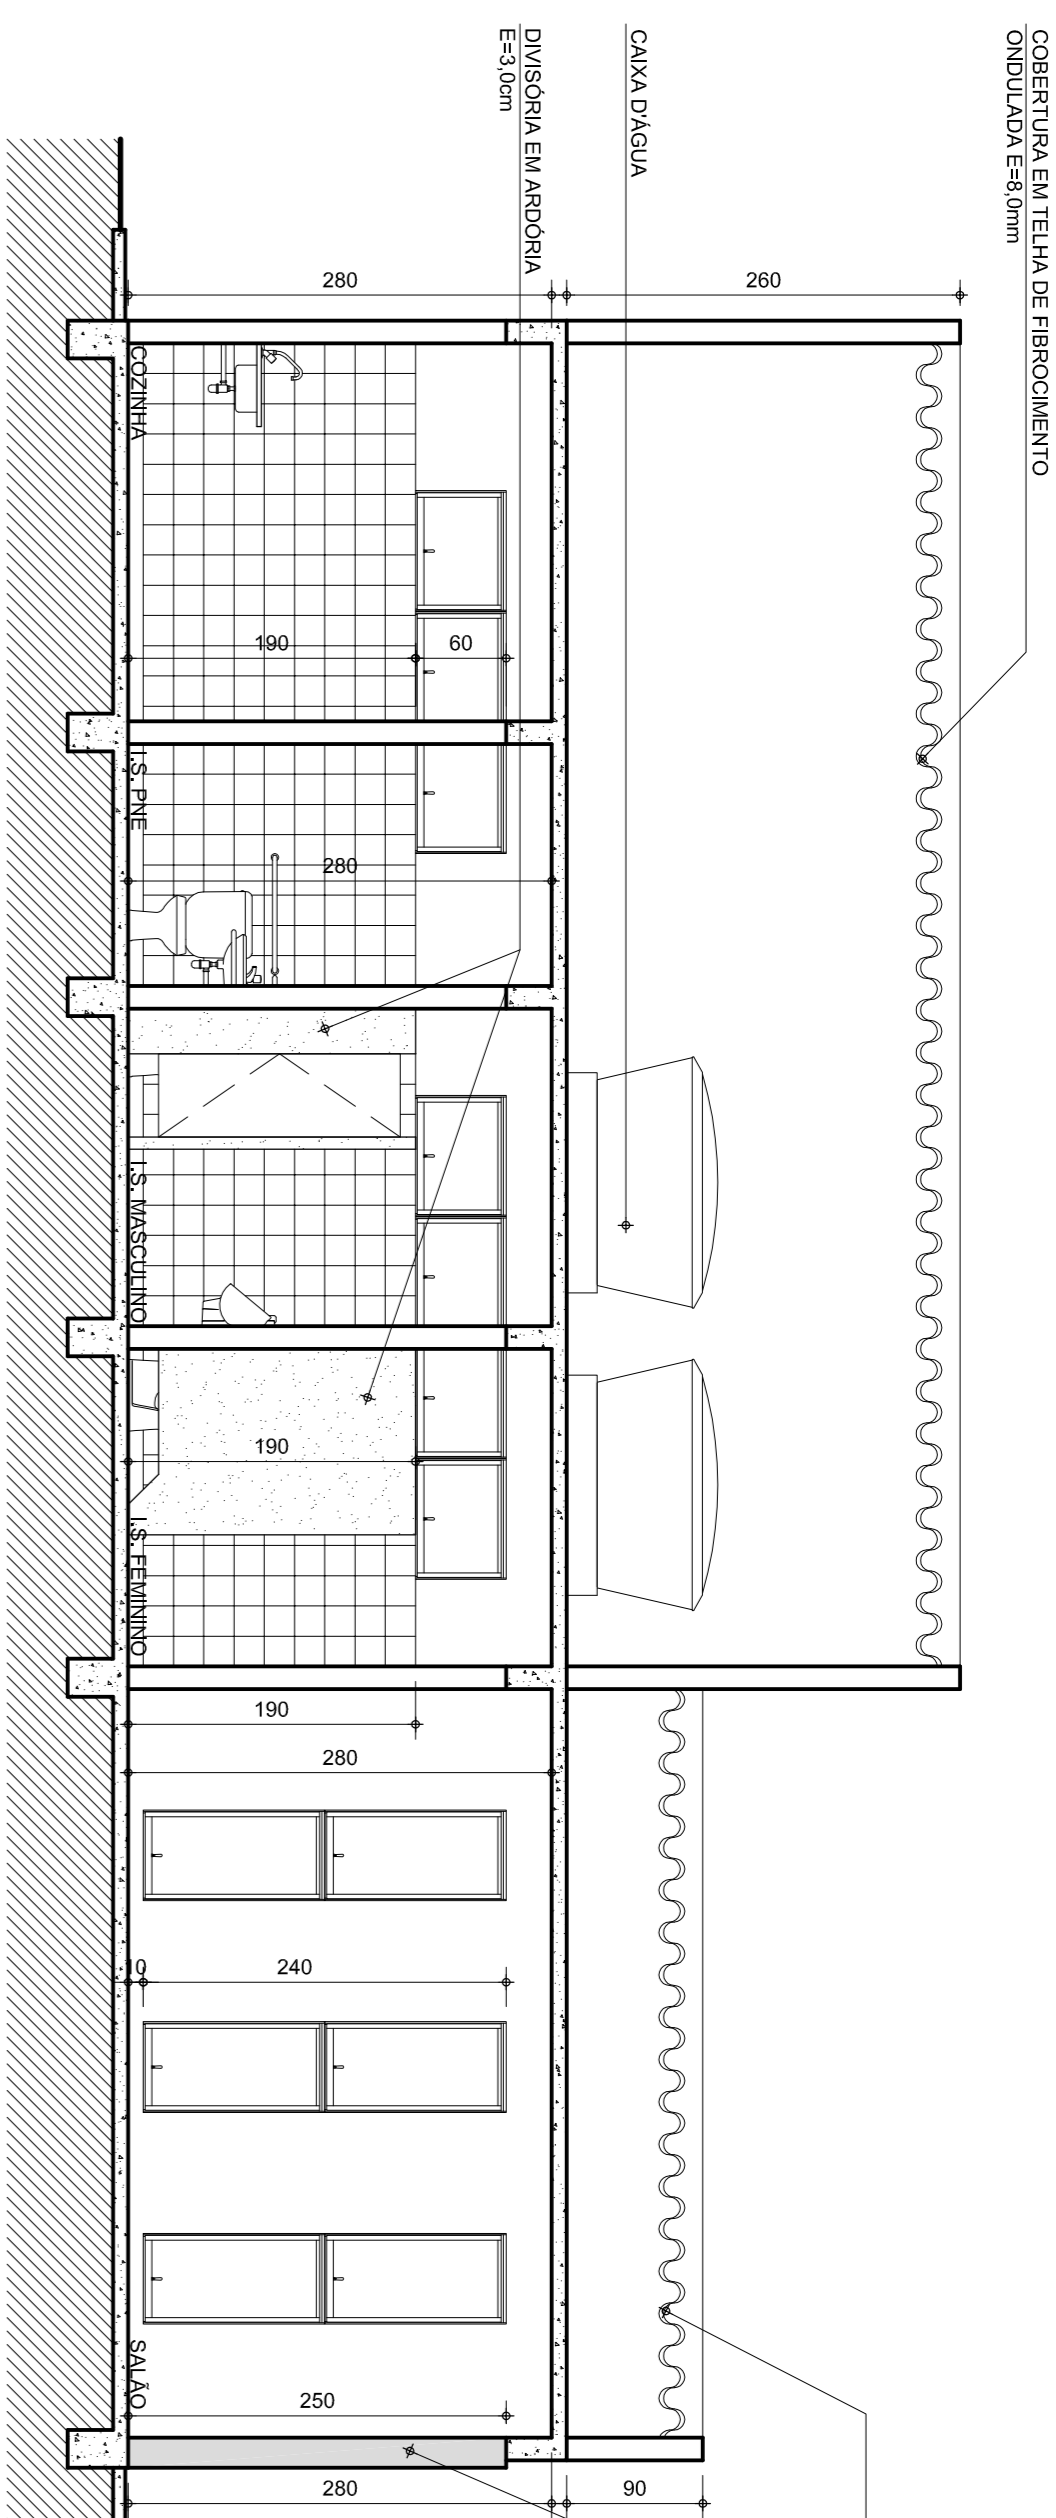 COBERTURA EM TELHA DE FIBROCIMENTO
ONDULADA E=8,0mm
CAIXA D'ÁGUA
DIVISÓRIA EM ARDÓRIA
E=3,0cm
280
260
COZINHA
190
60
I.S. PNE
280
I.S. MASCULINO
190
I.S. FEMININO
190
280
10
240
SALÃO
250
280
90